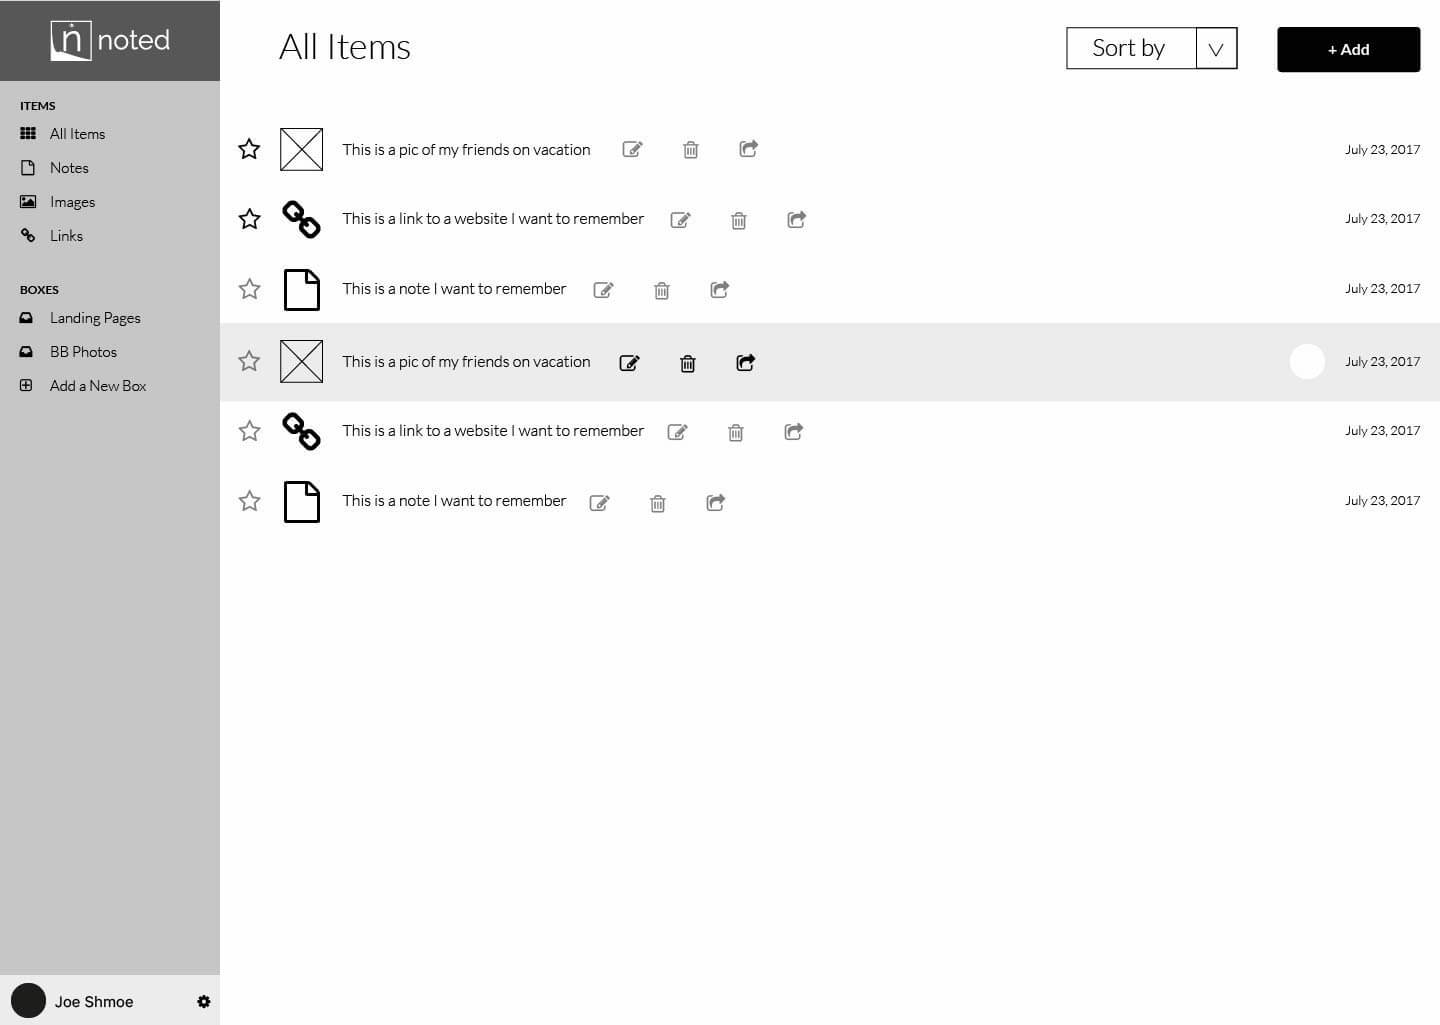 noted
All Items
Sort by
+ Add
ITEMS
All Items
Notes
Images
Links
BOXES
Landing Pages
BB Photos
Add a New Box
This is a pic of my friends on vacation
July 23, 2017
This is a link to a website I want to remember
July 23, 2017
This is a note I want to remember
July 23, 2017
This is a pic of my friends on vacation
July 23, 2017
This is a link to a website I want to remember
July 23, 2017
This is a note I want to remember
July 23, 2017
Joe Shmoe